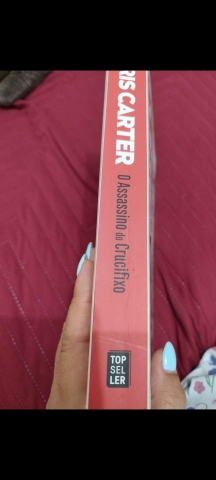 RIS CARTER
O Assassino do Crucifixo
TOP
SEL
LER